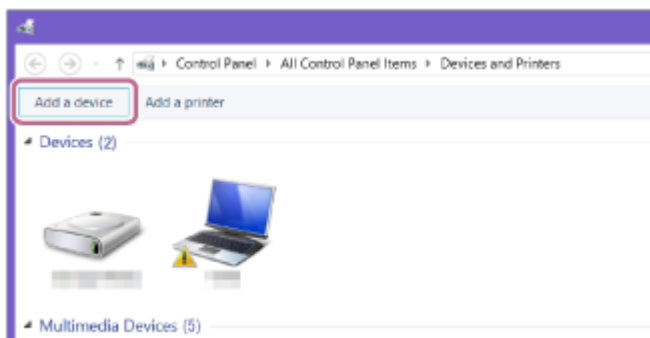 Control Panel All Control Panel Items Devices and Printers
Add a device Add a printer
Devices (2)
Multimedia Devices (5)